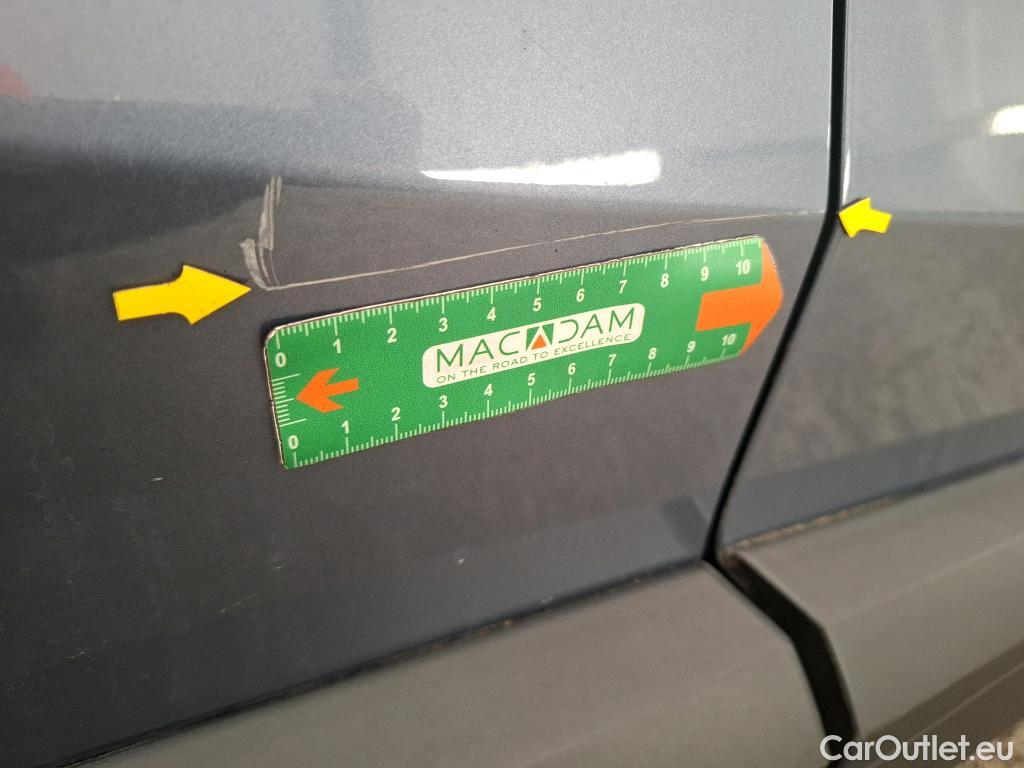 0 1 2 3 4 5 6 7 8 9 10
MACADAM
ON THE ROAD TO EXCELLENCE
0 1 2 3 4 5 6 7 8 9 10
CarOutlet.eu